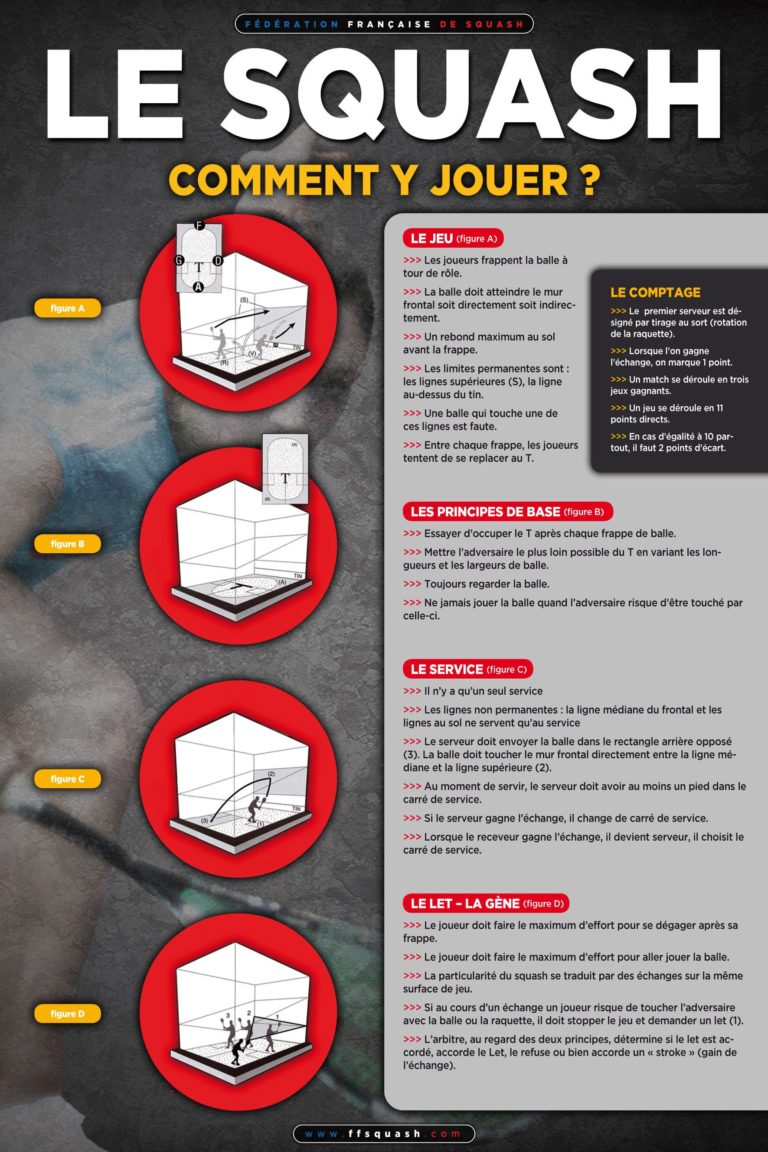 FÉDÉRATION FRANÇAISE DE SQUASH
LE SQUASH
COMMENT Y JOUER ?
figure A
F
G
T
D
A
(S)
TIN
(R)
(V)
LE JEU (figure A)
>>> Les joueurs frappent la balle à
tour de rôle.
>>> La balle doit atteindre le mur
frontal soit directement soit indirec-
tement.
>>> Un rebond maximum au sol
avant la frappe.
>>> Les limites permanentes sont :
les lignes supérieures (S), la ligne
au-dessus du tin.
>>> Une balle qui touche une de
ces lignes est faute.
>>> Entre chaque frappe, les joueurs
tentent de se replacer au T.
LE COMPTAGE
>>> Le premier serveur est dé-
signé par tirage au sort (rotation
de la raquette).
>>> Lorsque l'on gagne
l'échange, on marque 1 point.
>>> Un match se déroule en trois
jeux gagnants.
>>> Un jeu se déroule en 11
points directs.
>>> En cas d'égalité à 10 par-
tout, il faut 2 points d'écart.
figure B
(A)
T
TIN
(A)
LES PRINCIPES DE BASE (figure B)
>>> Essayer d'occuper le T après chaque frappe de balle.
>>> Mettre l'adversaire le plus loin possible du T en variant les lon-
gueurs et les largeurs de balle.
>>> Toujours regarder la balle.
>>> Ne jamais jouer la balle quand l'adversaire risque d'être touché par
celle-ci.
figure C
(2)
TIN
(3)
(1)
LE SERVICE (figure C)
>>> Il n'y a qu'un seul service
>>> Les lignes non permanentes : la ligne médiane du frontal et les
lignes au sol ne servent qu'au service
>>> Le serveur doit envoyer la balle dans le rectangle arrière opposé
(3). La balle doit toucher le mur frontal directement entre la ligne mé-
diane et la ligne supérieure (2).
>>> Au moment de servir, le serveur doit avoir au moins un pied dans le
carré de service.
>>> Si le serveur gagne l'échange, il change de carré de service.
>>> Lorsque le receveur gagne l'échange, il devient serveur, il choisit le
carré de service.
figure D
3
2
1
LE LET – LA GÈNE (figure D)
>>> Le joueur doit faire le maximum d'effort pour se dégager après sa
frappe.
>>> Le joueur doit faire le maximum d'effort pour aller jouer la balle.
>>> La particularité du squash se traduit par des échanges sur la même
surface de jeu.
>>> Si au cours d'un échange un joueur risque de toucher l'adversaire
avec la balle ou la raquette, il doit stopper le jeu et demander un let (1).
>>> L'arbitre, au regard des deux principes, détermine si le let est ac-
cordé, accorde le Let, le refuse ou bien accorde un « stroke » (gain de
l'échange).
www.ffsquash.com